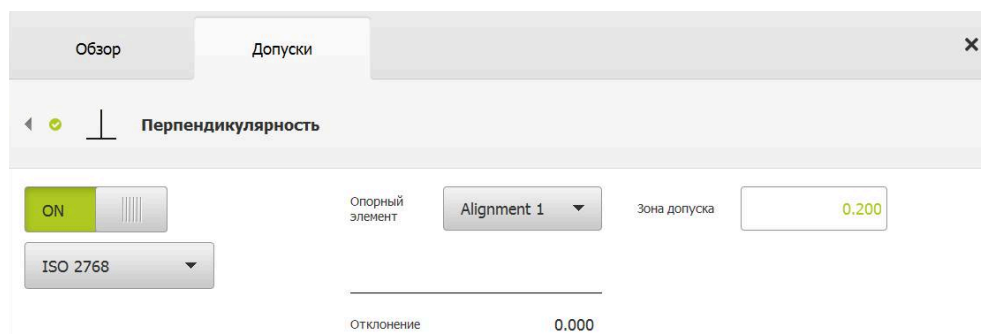 Обзор
Допуски
Перпендикулярность
ON
Опорный
элемент
Alignment 1
Зона допуска
0.200
ISO 2768
Отклонение
0.000